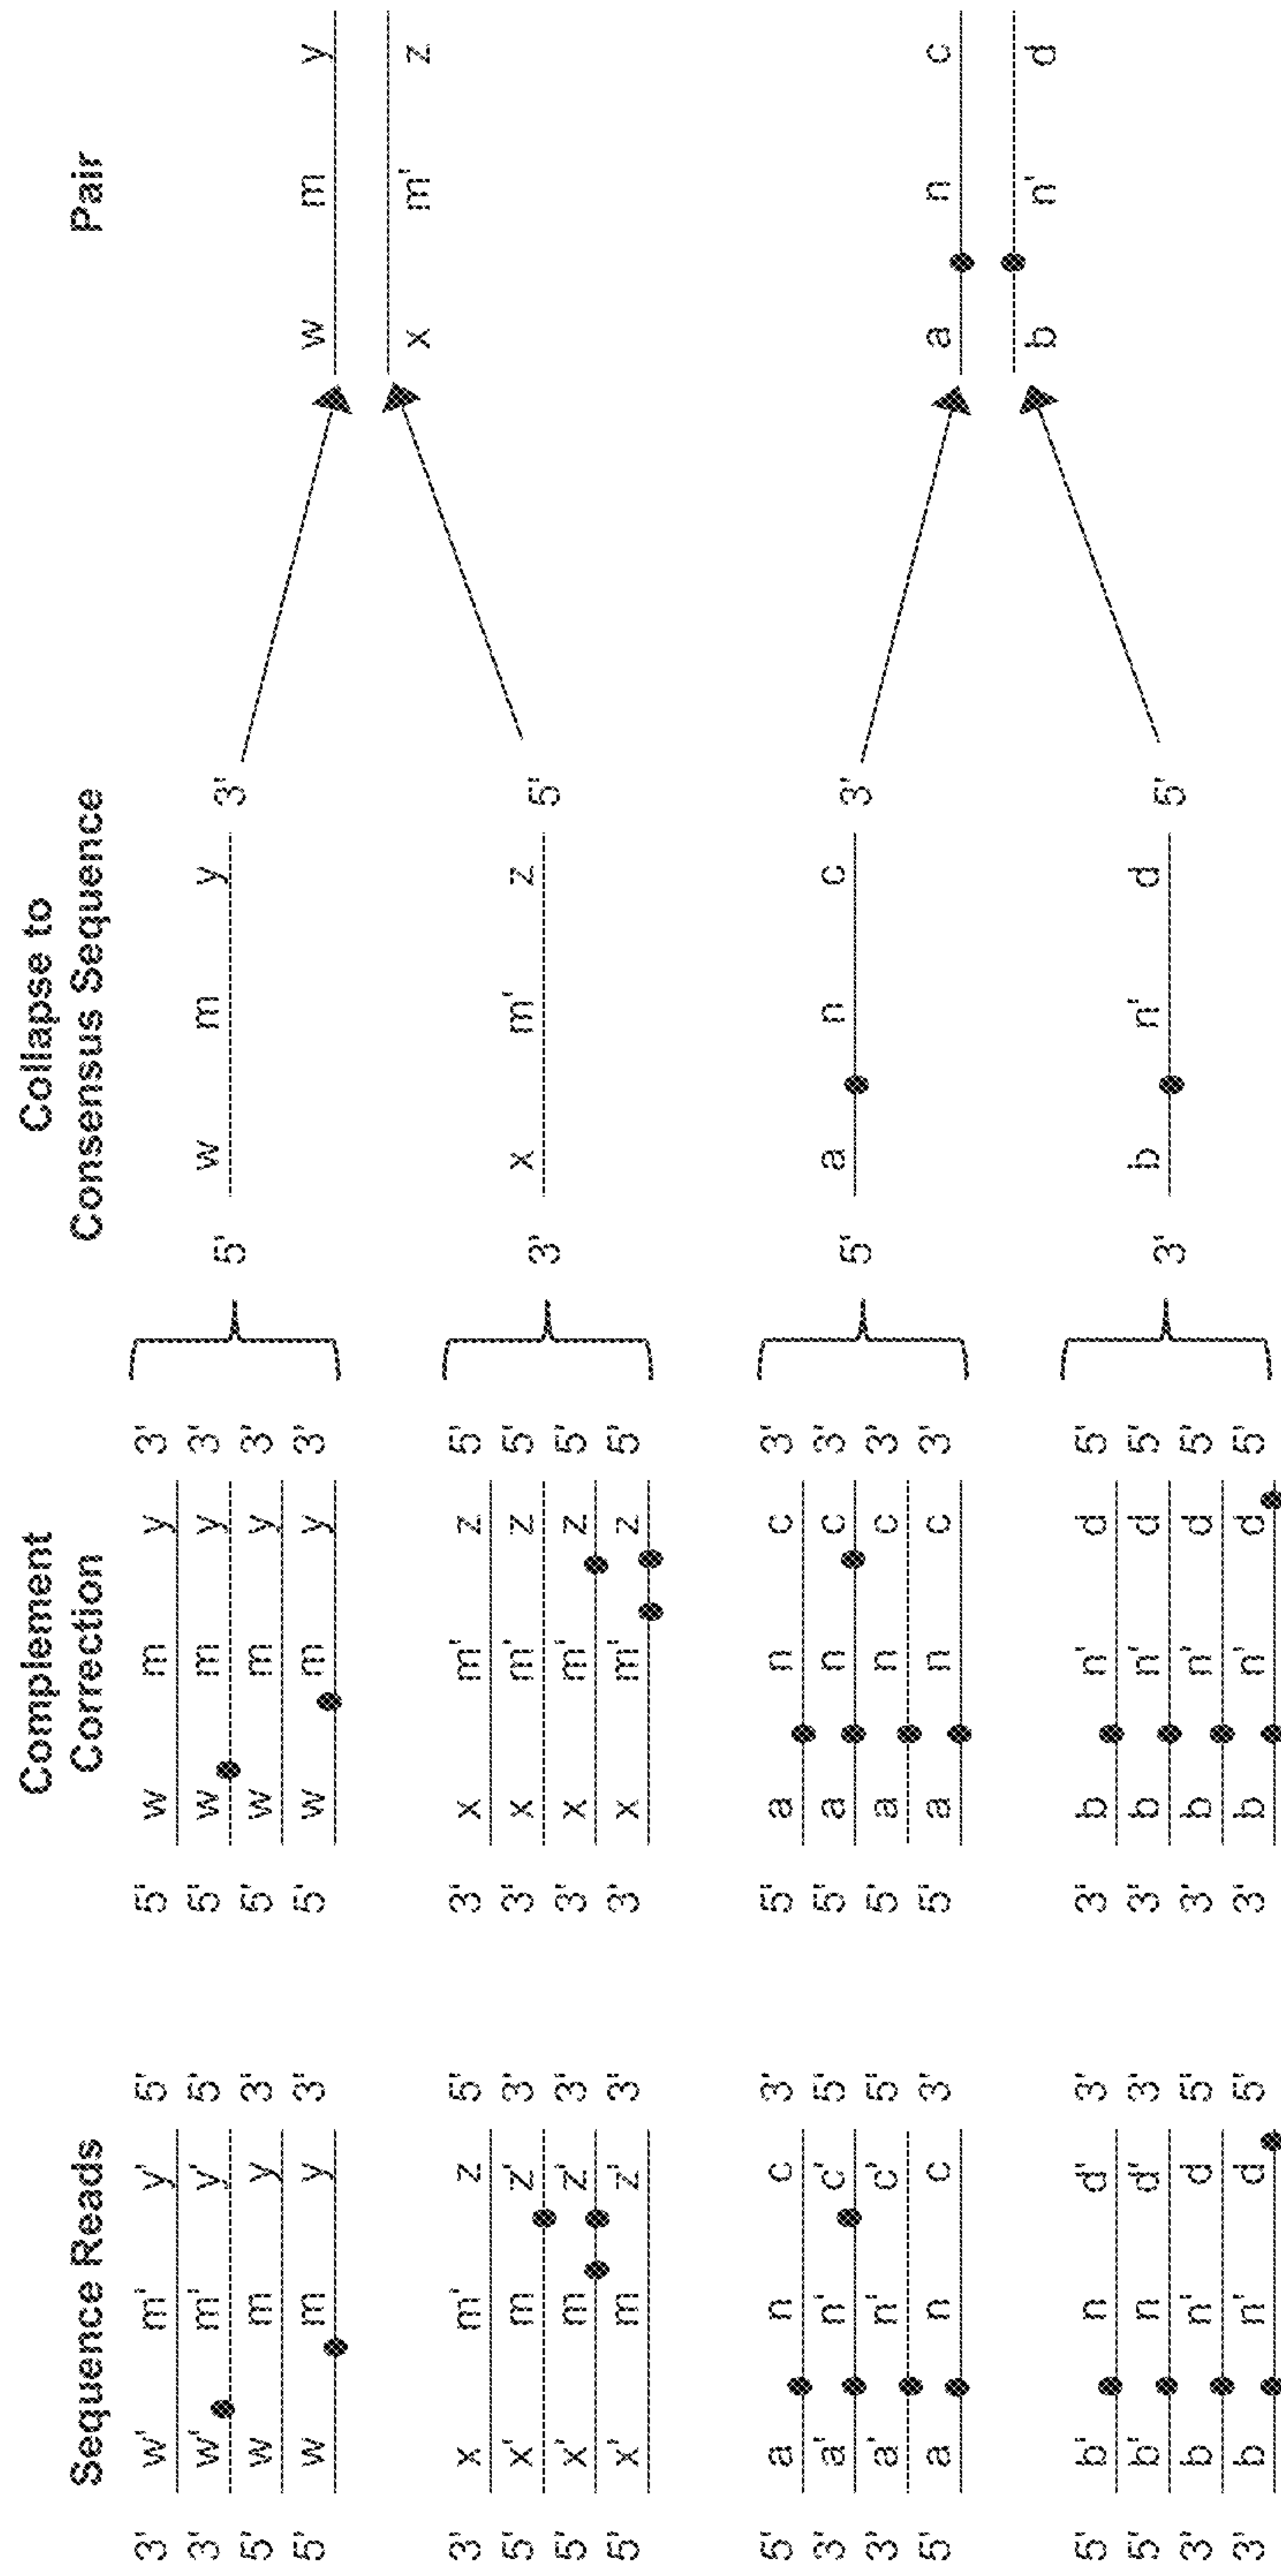 Sequence Reads
3' w' m' y' 5'
3' w' m' y' 5'
5' w m y 3'
5' w m y 3'
3' x m' z 5'
5' x' m z' 3'
5' x' m z' 3'
5' x' m z' 3'
5' a n c 3'
3' a' n' c' 5'
3' a' n' c' 5'
5' a n c 3'
5' b' n d' 3'
5' b' n d' 3'
3' b n' d 5'
3' b n' d 5'
Complement
Correction
5' w m y 3'
5' w m y 3'
5' w m y 3'
5' w m y 3'
3' x m' z 5'
3' x m' z 5'
3' x m' z 5'
3' x m' z 5'
5' a n c 3'
5' a n c 3'
5' a n c 3'
5' a n c 3'
3' b n' d 5'
3' b n' d 5'
3' b n' d 5'
3' b n' d 5'
Collapse to
Consensus Sequence
5' w m y 3'
3' x m' z 5'
5' a n c 3'
3' b n' d 5'
Pair
w m y
x m' z
a n c
b n' d